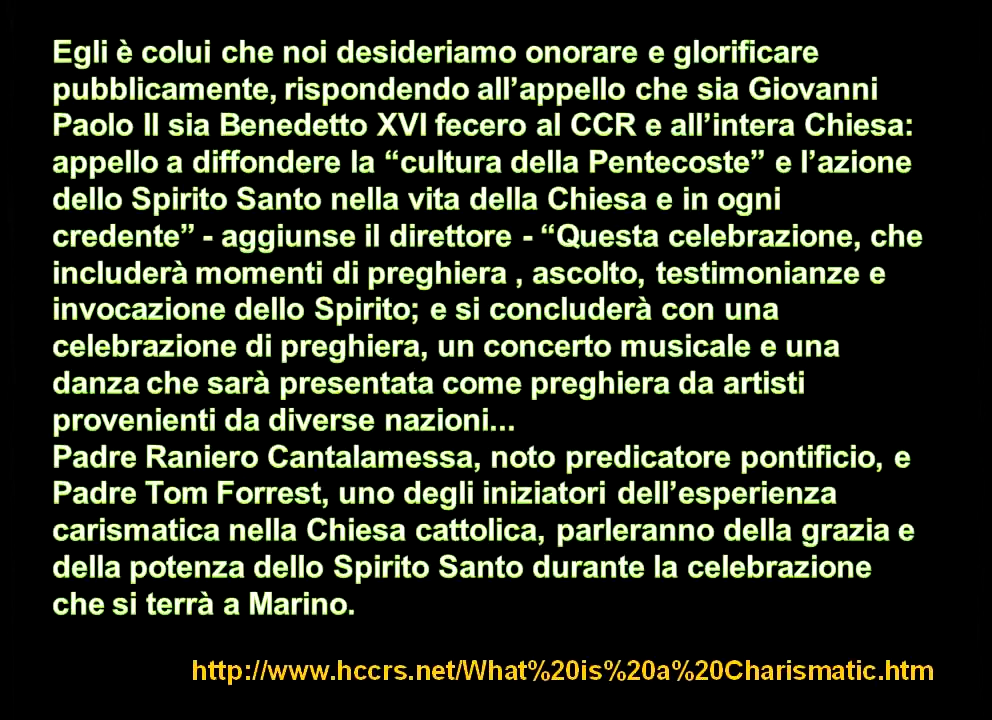 Egli è colui che noi desideriamo onorare e glorificare
pubblicamente, rispondendo all’appello che sia Giovanni
Paolo II sia Benedetto XVI fecero al CCR e all’intera Chiesa:
appello a diffondere la “cultura della Pentecoste” e l’azione
dello Spirito Santo nella vita della Chiesa e in ogni
credente” - aggiunse il direttore - “Questa celebrazione, che
includerà momenti di preghiera , ascolto, testimonianze e
invocazione dello Spirito; e si concluderà con una
celebrazione di preghiera, un concerto musicale e una
danza che sarà presentata come preghiera da artisti
provenienti da diverse nazioni...
Padre Raniero Cantalamessa, noto predicatore pontificio, e
Padre Tom Forrest, uno degli iniziatori dell’esperienza
carismatica nella Chiesa cattolica, parleranno della grazia e
della potenza dello Spirito Santo durante la celebrazione
che si terrà a Marino.
http://www.hccrs.net/What%20is%20a%20Charismatic.htm